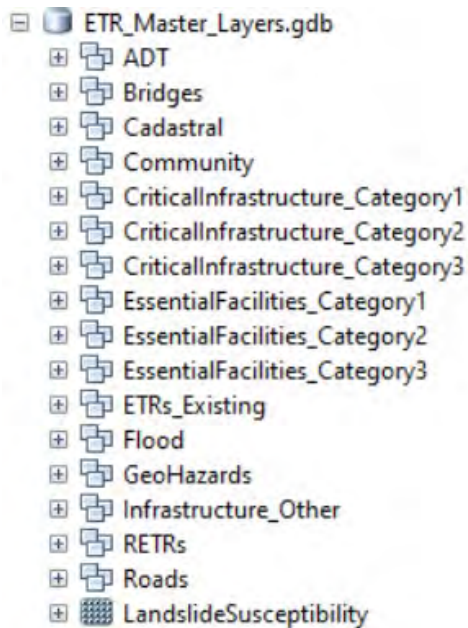 ETR_Master_Layers.gdb
ADT
Bridges
Cadastral
Community
CriticalInfrastructure_Category1
CriticalInfrastructure_Category2
CriticalInfrastructure_Category3
EssentialFacilities_Category1
EssentialFacilities_Category2
EssentialFacilities_Category3
ETRs_Existing
Flood
GeoHazards
Infrastructure_Other
RETRs
Roads
LandslideSusceptibility